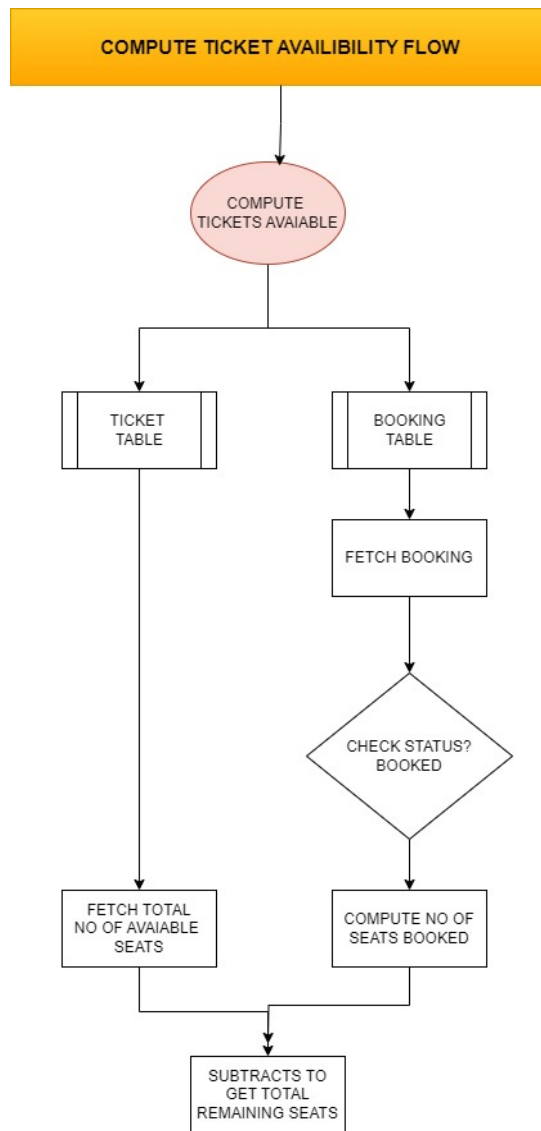 COMPUTE TICKET AVAILIBILITY FLOW
COMPUTE
TICKETS AVAIABLE
TICKET
TABLE
BOOKING
TABLE
FETCH BOOKING
CHECK STATUS?
BOOKED
FETCH TOTAL
NO OF AVAIABLE
SEATS
COMPUTE NO OF
SEATS BOOKED
SUBTRACTS TO
GET TOTAL
REMAINING SEATS